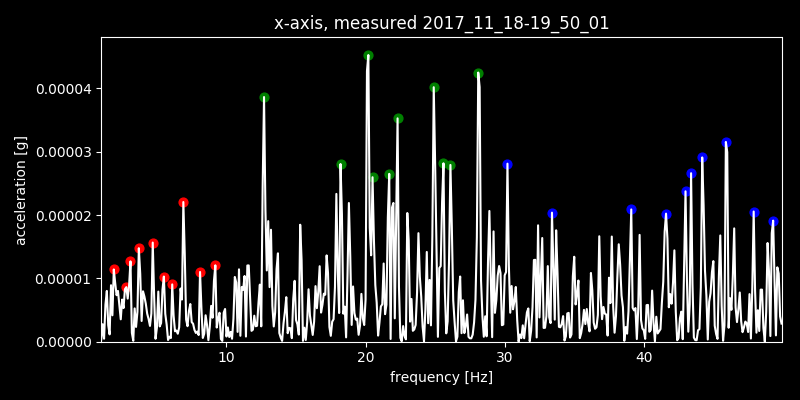 x-axis, measured 2017_11_18-19_50_01
acceleration [g]
0.00004
0.00003
0.00002
0.00001
0.00000
10 20 30 40
frequency [Hz]